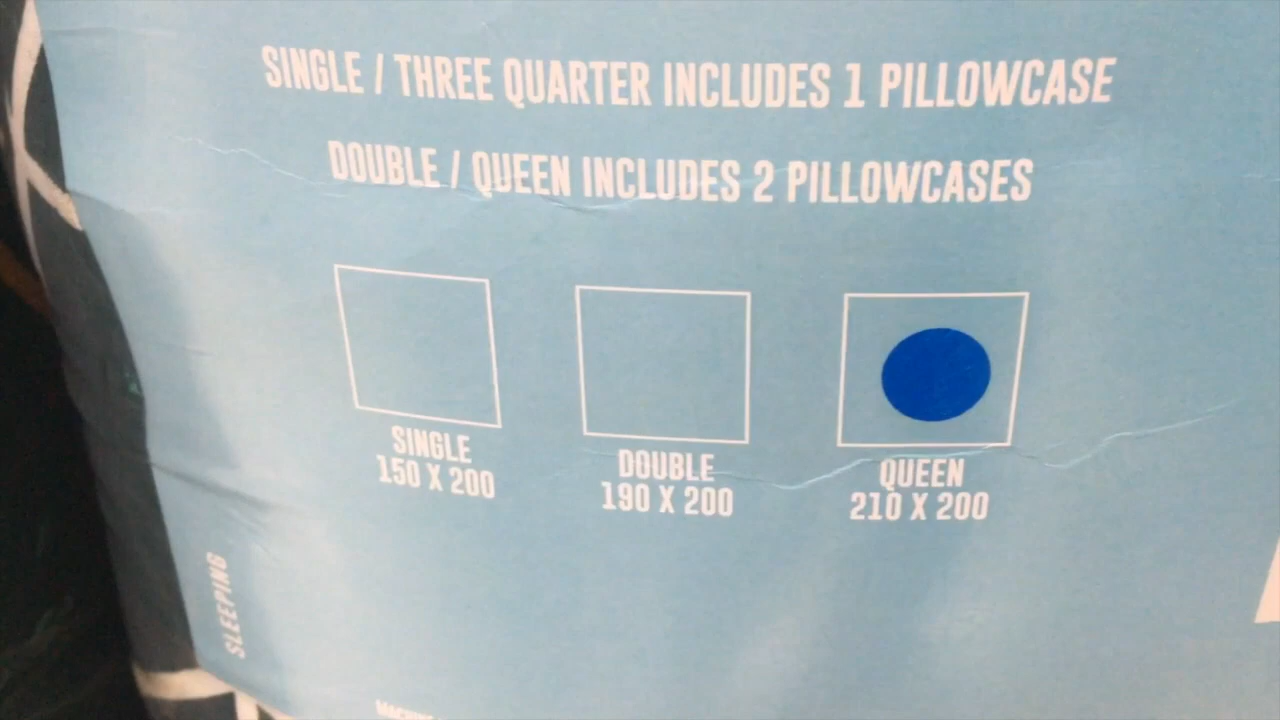 SINGLE / THREE QUARTER INCLUDES 1 PILLOWCASE
DOUBLE / QUEEN INCLUDES 2 PILLOWCASES
SINGLE
150 X 200
DOUBLE
190 X 200
QUEEN
210 X 200
SLEEPING